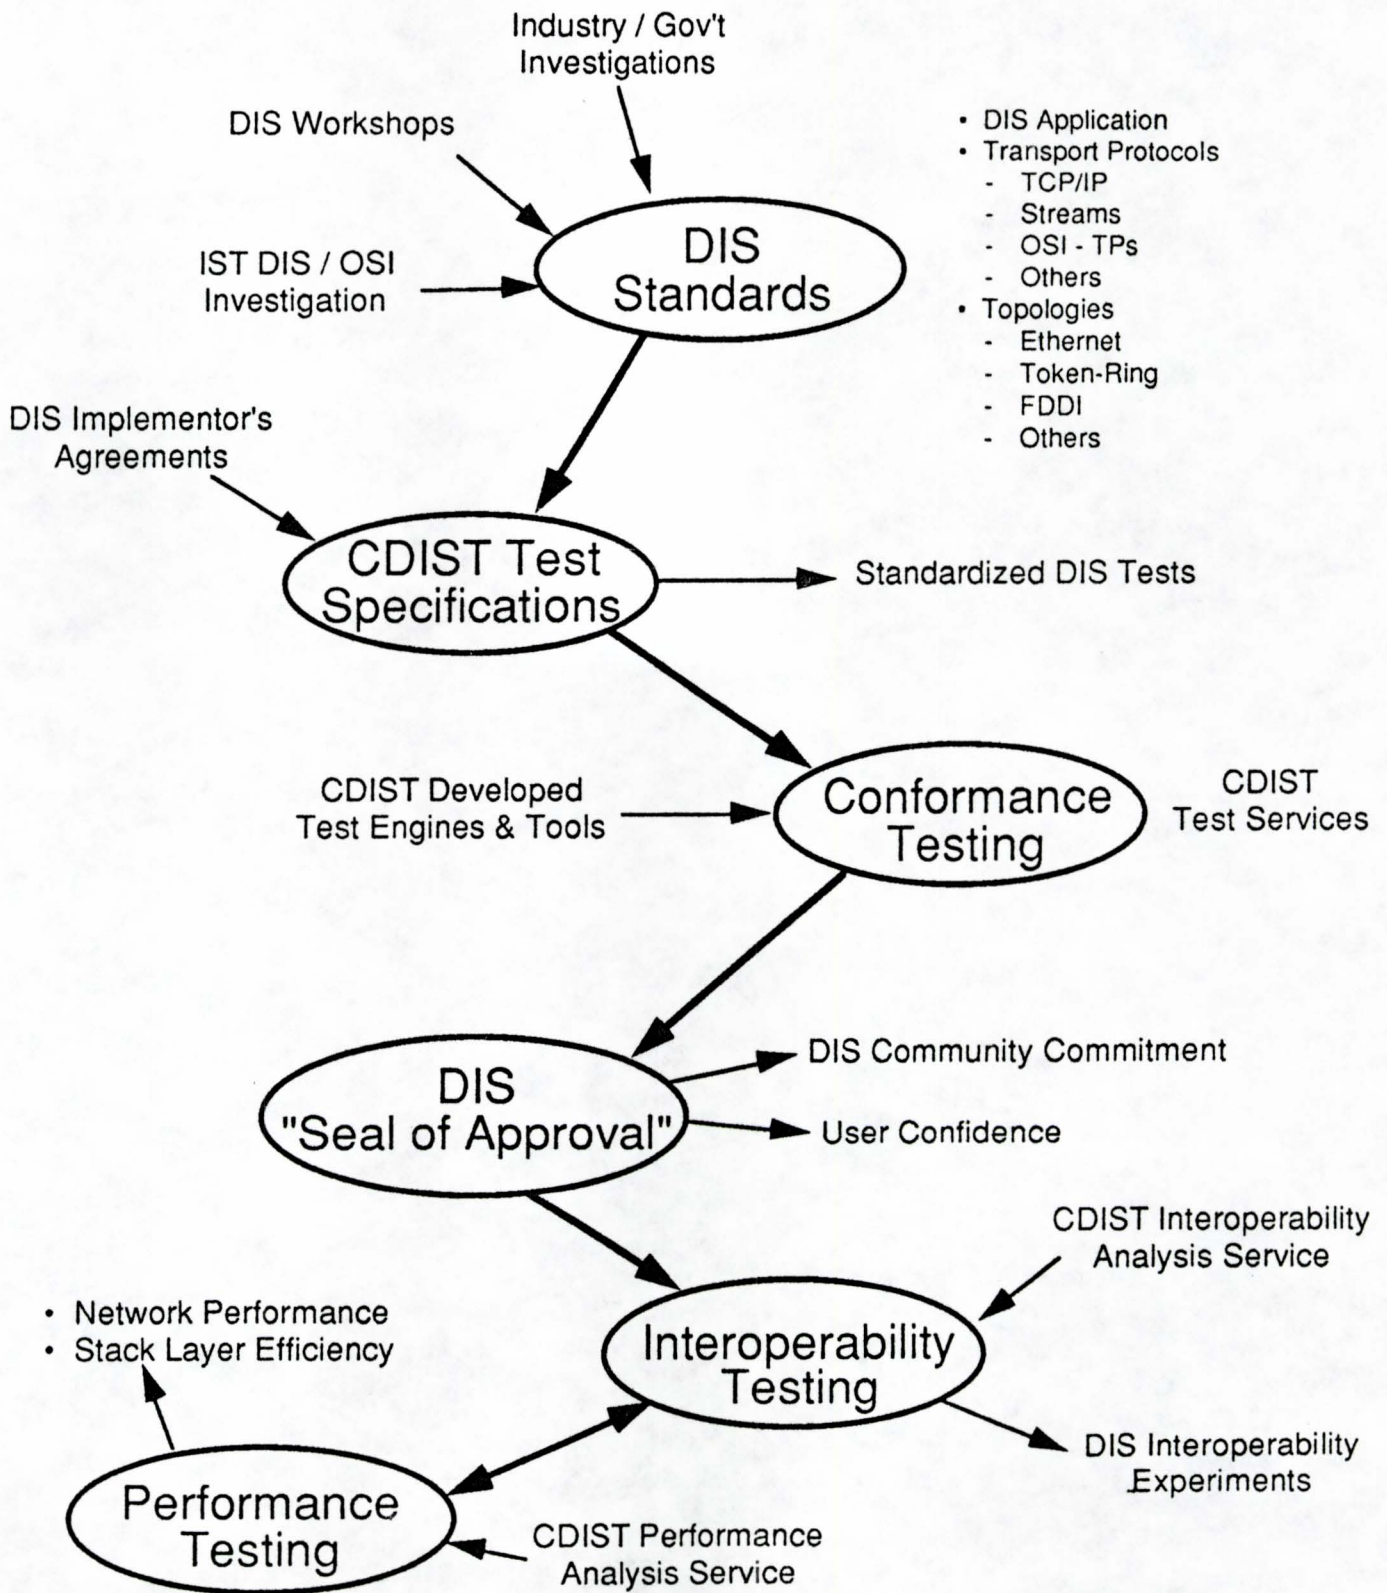 Industry / Gov't
Investigations
DIS Workshops
IST DIS / OSI
Investigation
DIS
Standards
• DIS Application
• Transport Protocols
- TCP/IP
- Streams
- OSI - TPs
- Others
• Topologies
- Ethernet
- Token-Ring
- FDDI
- Others
DIS Implementor's
Agreements
CDIST Test
Specifications
Standardized DIS Tests
CDIST Developed
Test Engines & Tools
Conformance
Testing
CDIST
Test Services
DIS
"Seal of Approval"
DIS Community Commitment
User Confidence
CDIST Interoperability
Analysis Service
• Network Performance
• Stack Layer Efficiency
Interoperability
Testing
DIS Interoperability
Experiments
Performance
Testing
CDIST Performance
Analysis Service